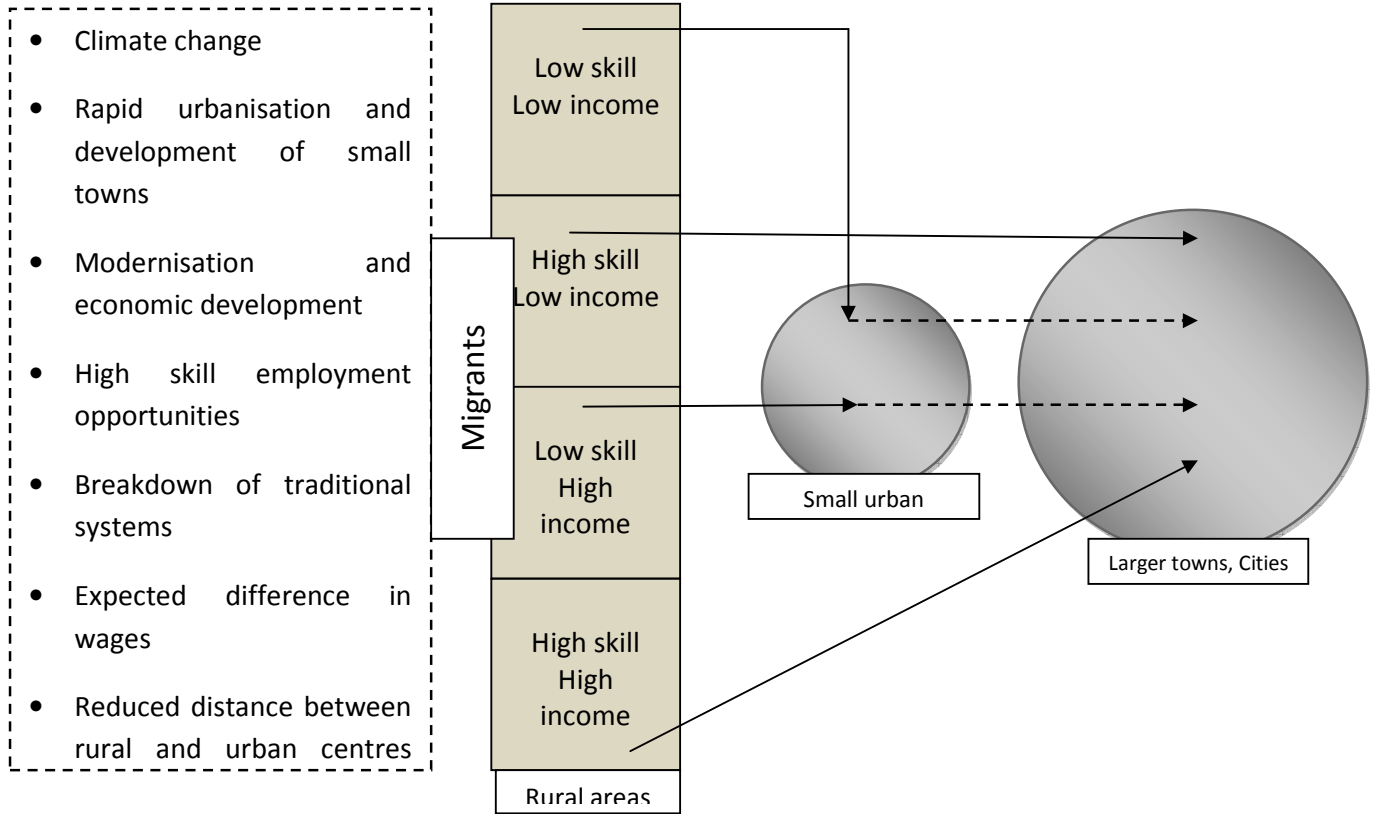 • Climate change
• Rapid urbanisation and
development of small
towns
• Modernisation and
economic development
• High skill employment
opportunities
• Breakdown of traditional
systems
• Expected difference in
wages
• Reduced distance between
rural and urban centres
Migrants
Low skill
Low income
High skill
Low income
Low skill
High
income
High skill
High
income
Rural areas
Small urban
Larger towns, Cities